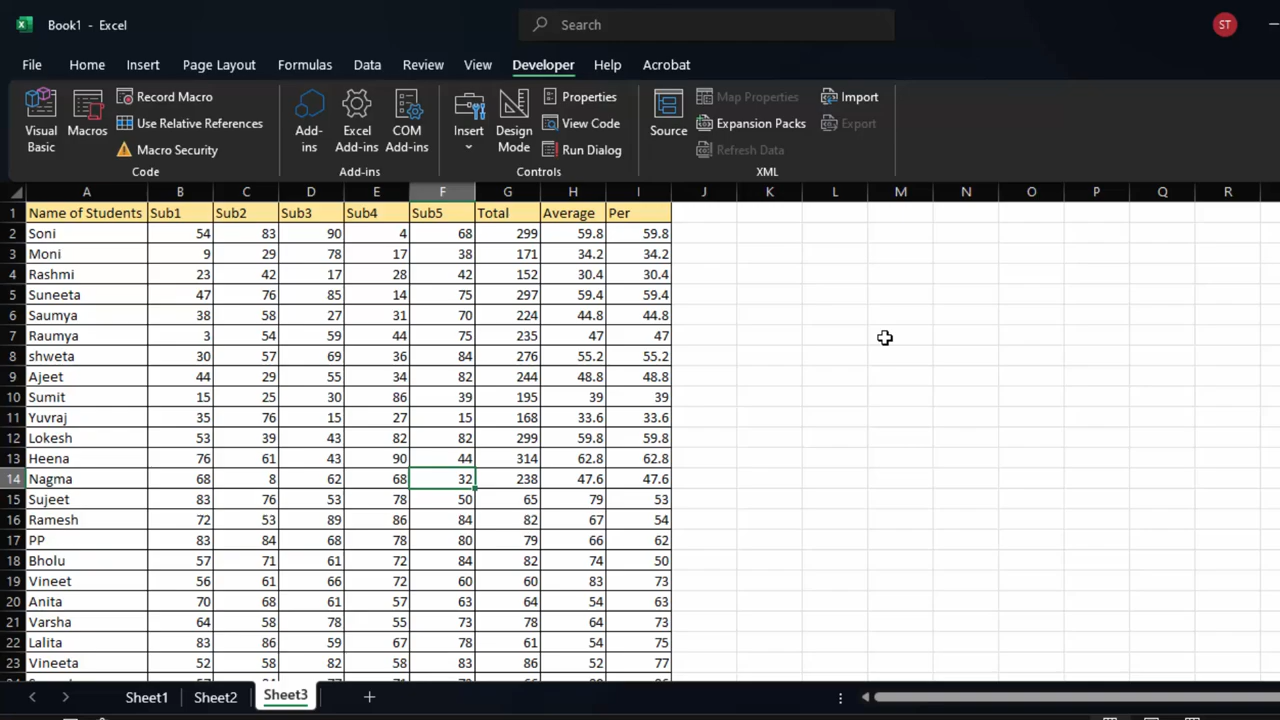 Book1 - Excel
Search
ST
File Home Insert Page Layout Formulas Data Review View Developer Help Acrobat
Visual Basic
Macros
Record Macro
Use Relative References
Macro Security
Code
Add-ins
Excel Add-ins
COM Add-ins
Add-ins
Insert
Design Mode
Properties
View Code
Run Dialog
Controls
Source
Map Properties
Expansion Packs
Refresh Data
Import
Export
XML
A B C D E F G H I J K L M N O P Q R
1 Name of Students Sub1 Sub2 Sub3 Sub4 Sub5 Total Average Per
2 Soni 54 83 90 4 68 299 59.8 59.8
3 Moni 9 29 78 17 38 171 34.2 34.2
4 Rashmi 23 42 17 28 42 152 30.4 30.4
5 Suneeta 47 76 85 14 75 297 59.4 59.4
6 Saumya 38 58 27 31 70 224 44.8 44.8
7 Raumya 3 54 59 44 75 235 47 47
8 shweta 30 57 69 36 84 276 55.2 55.2
9 Ajeet 44 29 55 34 82 244 48.8 48.8
10 Sumit 15 25 30 86 39 195 39 39
11 Yuvraj 35 76 15 27 15 168 33.6 33.6
12 Lokesh 53 39 43 82 82 299 59.8 59.8
13 Heena 76 61 43 90 44 314 62.8 62.8
14 Nagma 68 8 62 68 32 238 47.6 47.6
15 Sujeet 83 76 53 78 50 65 79 53
16 Ramesh 72 53 89 86 84 82 67 54
17 PP 83 84 68 78 80 79 66 62
18 Bholu 57 71 61 72 84 82 74 50
19 Vineet 56 61 66 72 60 60 83 73
20 Anita 70 68 61 57 63 64 54 63
21 Varsha 64 58 78 55 73 78 64 73
22 Lalita 83 86 59 67 78 61 54 75
23 Vineeta 52 58 82 58 83 86 52 77
Sheet1 Sheet2 Sheet3